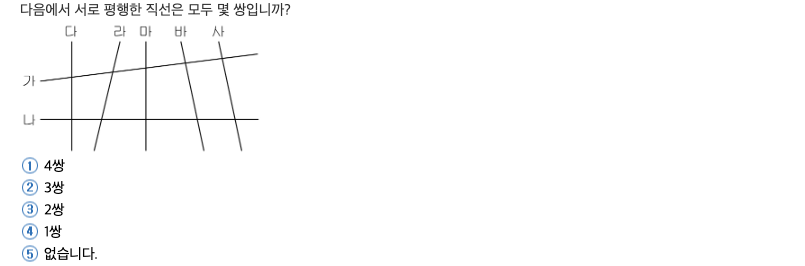 다음에서 서로 평행한 직선은 모두 몇 쌍입니까?
다 라 마 바 사
가
나
① 4쌍
② 3쌍
③ 2쌍
④ 1쌍
⑤ 없습니다.